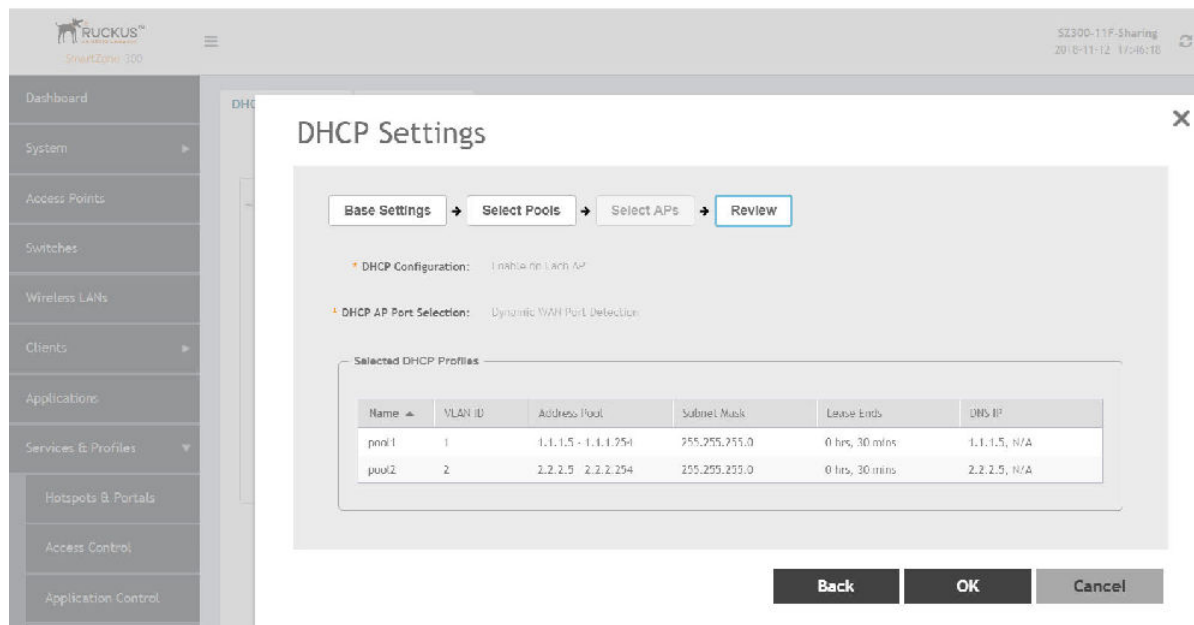 RUCKUS™
SmartZone 300
SZ300-11F-Sharing
2018-11-12 17:46:18
Dashboard
System
Access Points
Switches
Wireless LANs
Clients
Applications
Services & Profiles
Hotspots & Portals
Access Control
Application Control
DHC
DHCP Settings
Base Settings
Select Pools
Select APs
Review
* DHCP Configuration: Enable on Each AP
* DHCP AP Port Selection: Dynamic WAN Port Detection
Selected DHCP Profiles
Name VLAN ID Address Pool Subnet Mask Lease Ends DNS IP
pool1 1 1.1.1.5 - 1.1.1.254 255.255.255.0 0 hrs, 30 mins 1.1.1.5, N/A
pool2 2 2.2.2.5 - 2.2.2.254 255.255.255.0 0 hrs, 30 mins 2.2.2.5, N/A
Back
OK
Cancel